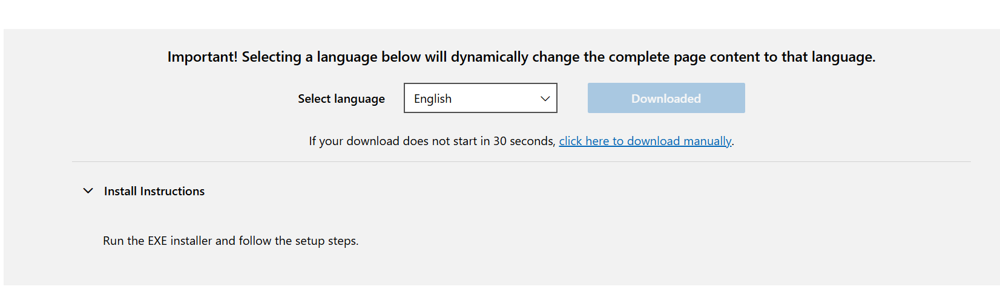 Important! Selecting a language below will dynamically change the complete page content to that language.
Select language
English
Downloaded
If your download does not start in 30 seconds, click here to download manually.
Install Instructions
Run the EXE installer and follow the setup steps.